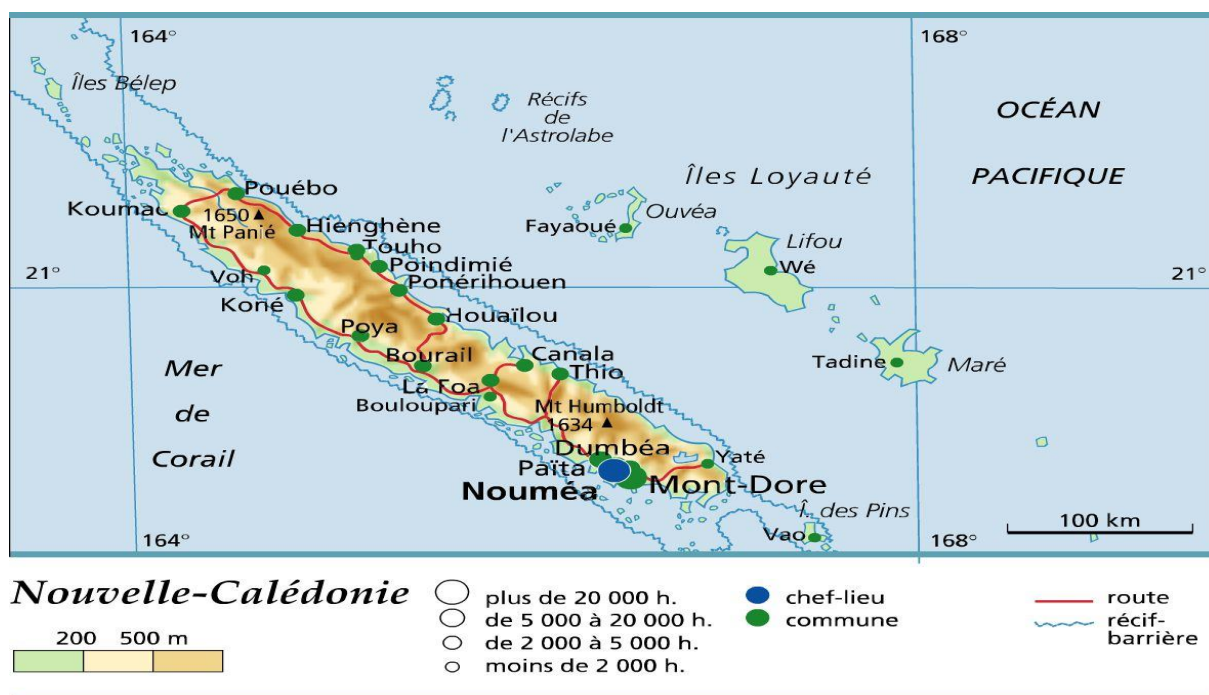 164°
168°
Îles Bélep
Récifs
de
l'Astrolabe
OCÉAN
PACIFIQUE
Îles Loyauté
Pouébo
Koumac
1650
Mt Panié
Hienghène
Ouvéa
Fayaoué
Touho
Lifou
Wé
Poindimié
21°
21°
Voh
Ponérihouen
Koné
Houaïlou
Poya
Mer
de
Corail
Bourail
Canala
Thio
Tadine
Maré
La Foa
Bouloupari
Mt Humboldt
1634
Dumbéa
Yaté
Païta
Nouméa
Mont-Dore
Î. des Pins
Vao
100 km
164°
168°
Nouvelle-Calédonie
200 500 m
plus de 20 000 h.
de 5 000 à 20 000 h.
de 2 000 à 5 000 h.
moins de 2 000 h.
chef-lieu
commune
route
récif-
barrière